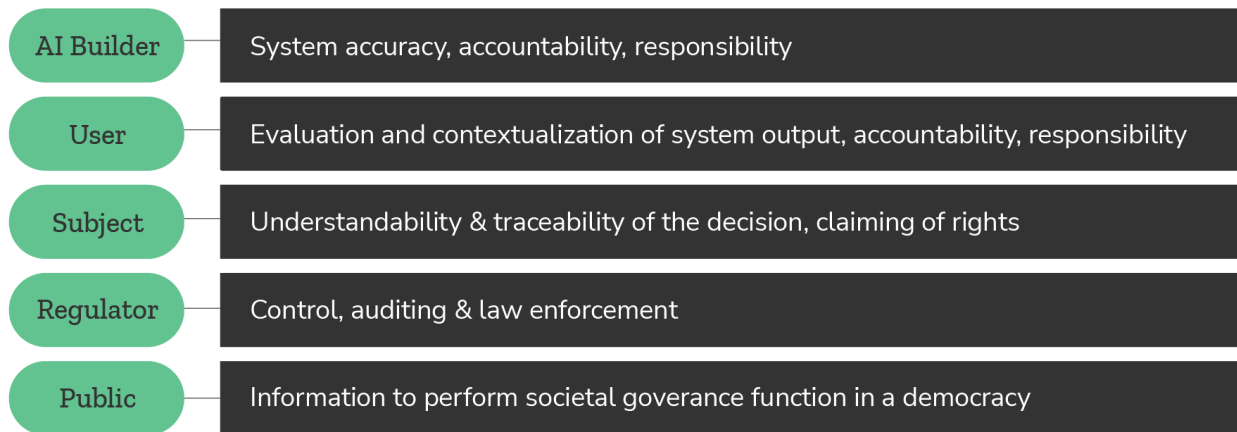 AI Builder
System accuracy, accountability, responsibility
User
Evaluation and contextualization of system output, accountability, responsibility
Subject
Understandability & traceability of the decision, claiming of rights
Regulator
Control, auditing & law enforcement
Public
Information to perform societal goverance function in a democracy